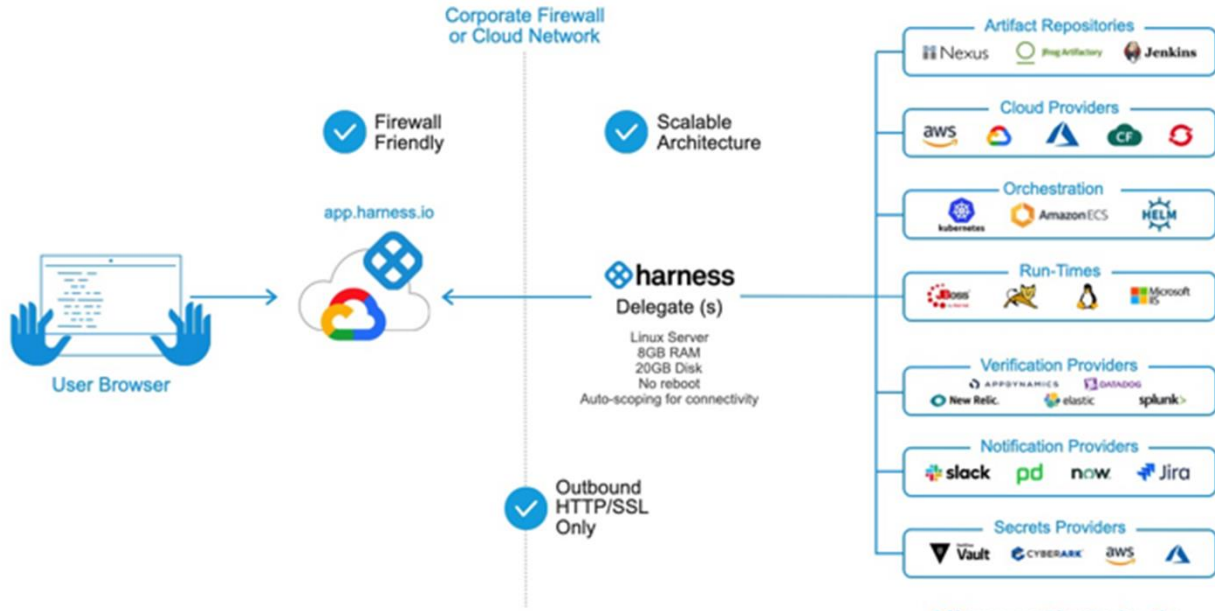 Corporate Firewall
or Cloud Network
Firewall
Friendly
Scalable
Architecture
app.harness.io
User Browser
harness
Delegate (s)
Linux Server
8GB RAM
20GB Disk
No reboot
Auto-scoping for connectivity
Outbound
HTTP/SSL
Only
Artifact Repositories
Nexus
jfrog Artifactory
Jenkins
Cloud Providers
aws
CF
Orchestration
kubernetes
Amazon ECS
HELM
Run-Times
JBoss
Microsoft
IIS
Verification Providers
APPDYNAMICS
DATADOG
New Relic.
elastic
splunk>
Notification Providers
slack
pd
now
Jira
Secrets Providers
Vault
CYBERARK
aws